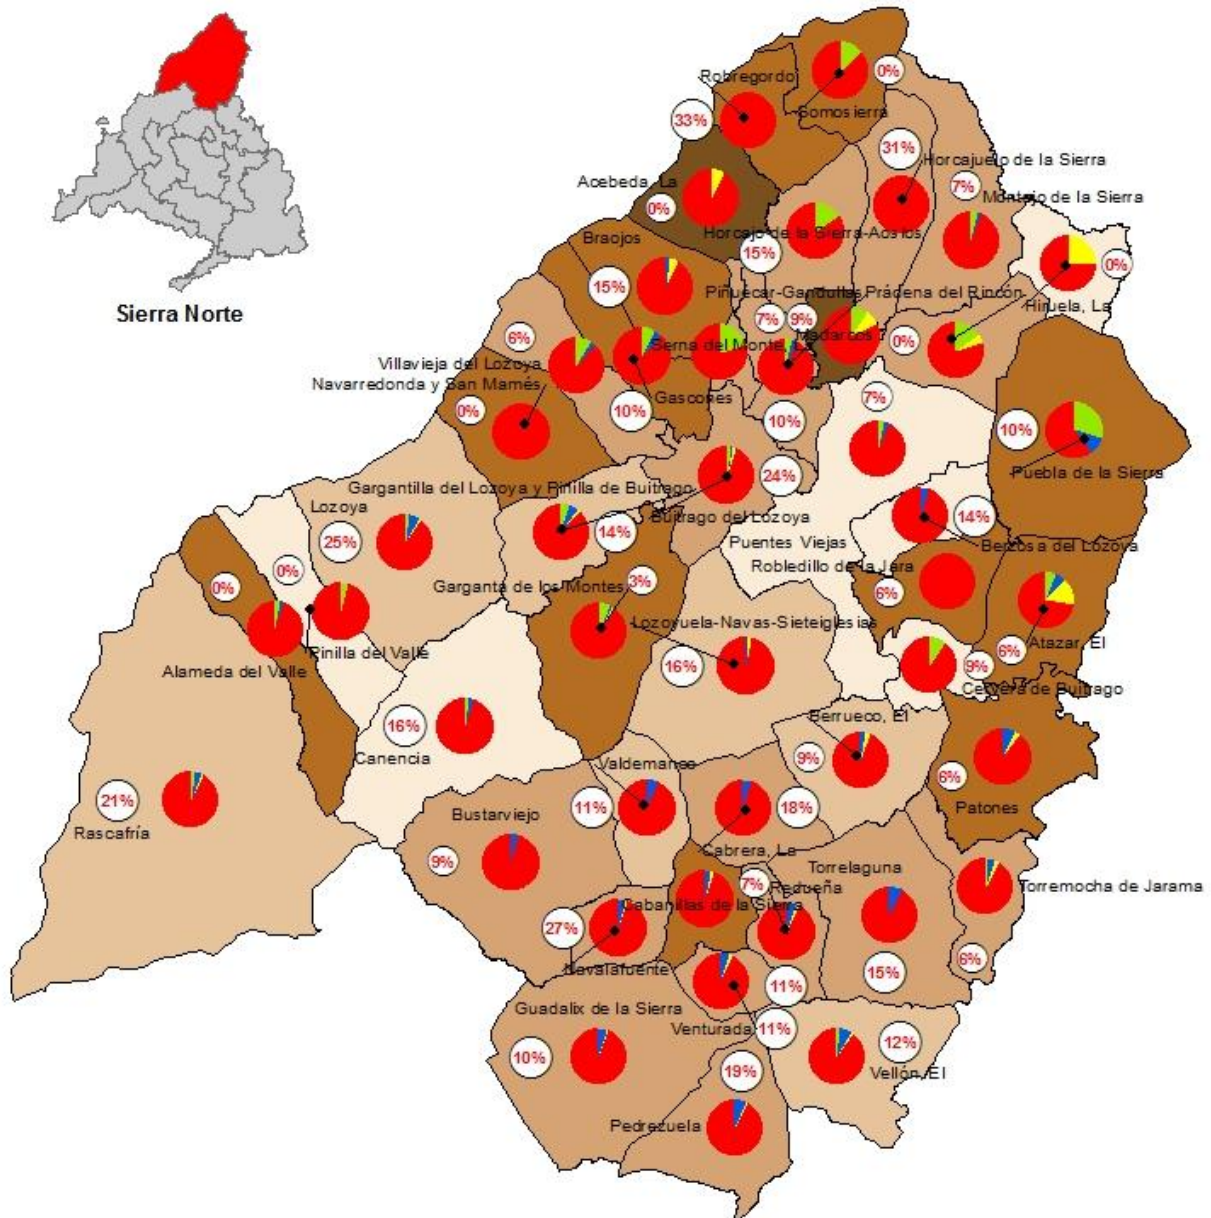 Sierra Norte
Robregordo
0%
Somosierra
33%
31%
Horcajuelo de la Sierra
Acebeda, La
7%
Montejo de la Sierra
0%
Horcajo de la Sierra-Aoslos
Braojos
15%
0%
15%
Piñuécar-Gandullas
Prádena del Rincón
Hiruela, La
7%
9%
6%
Serna del Monte, La
Madarcos
0%
Villavieja del Lozoya
Navarredonda y San Mamés
7%
0%
Gascones
10%
10%
10%
Puebla de la Sierra
24%
Gargantilla del Lozoya y Pinilla de Buitrago
Lozoya
Buitrago del Lozoya
14%
25%
14%
Puentes Viejas
Berzosa del Lozoya
0%
Robledillo de la Jara
0%
Garganta de los Montes
3%
6%
Lozoyuela-Navas-Sieteiglesias
Atazar, El
6%
Pinilla del Valle
16%
9%
Alameda del Valle
Cervera de Buitrago
16%
Berrueco, El
Canencia
9%
Valdemanco
6%
21%
11%
18%
Patones
Rascafría
Bustarviejo
9%
Cabrera, La
Torrelaguna
7%
Redueña
Torremocha de Jarama
Cabanillas de la Sierra
27%
Navalafuente
6%
15%
11%
Guadalix de la Sierra
Venturada
11%
12%
10%
19%
Vellón, El
Pedrezuela